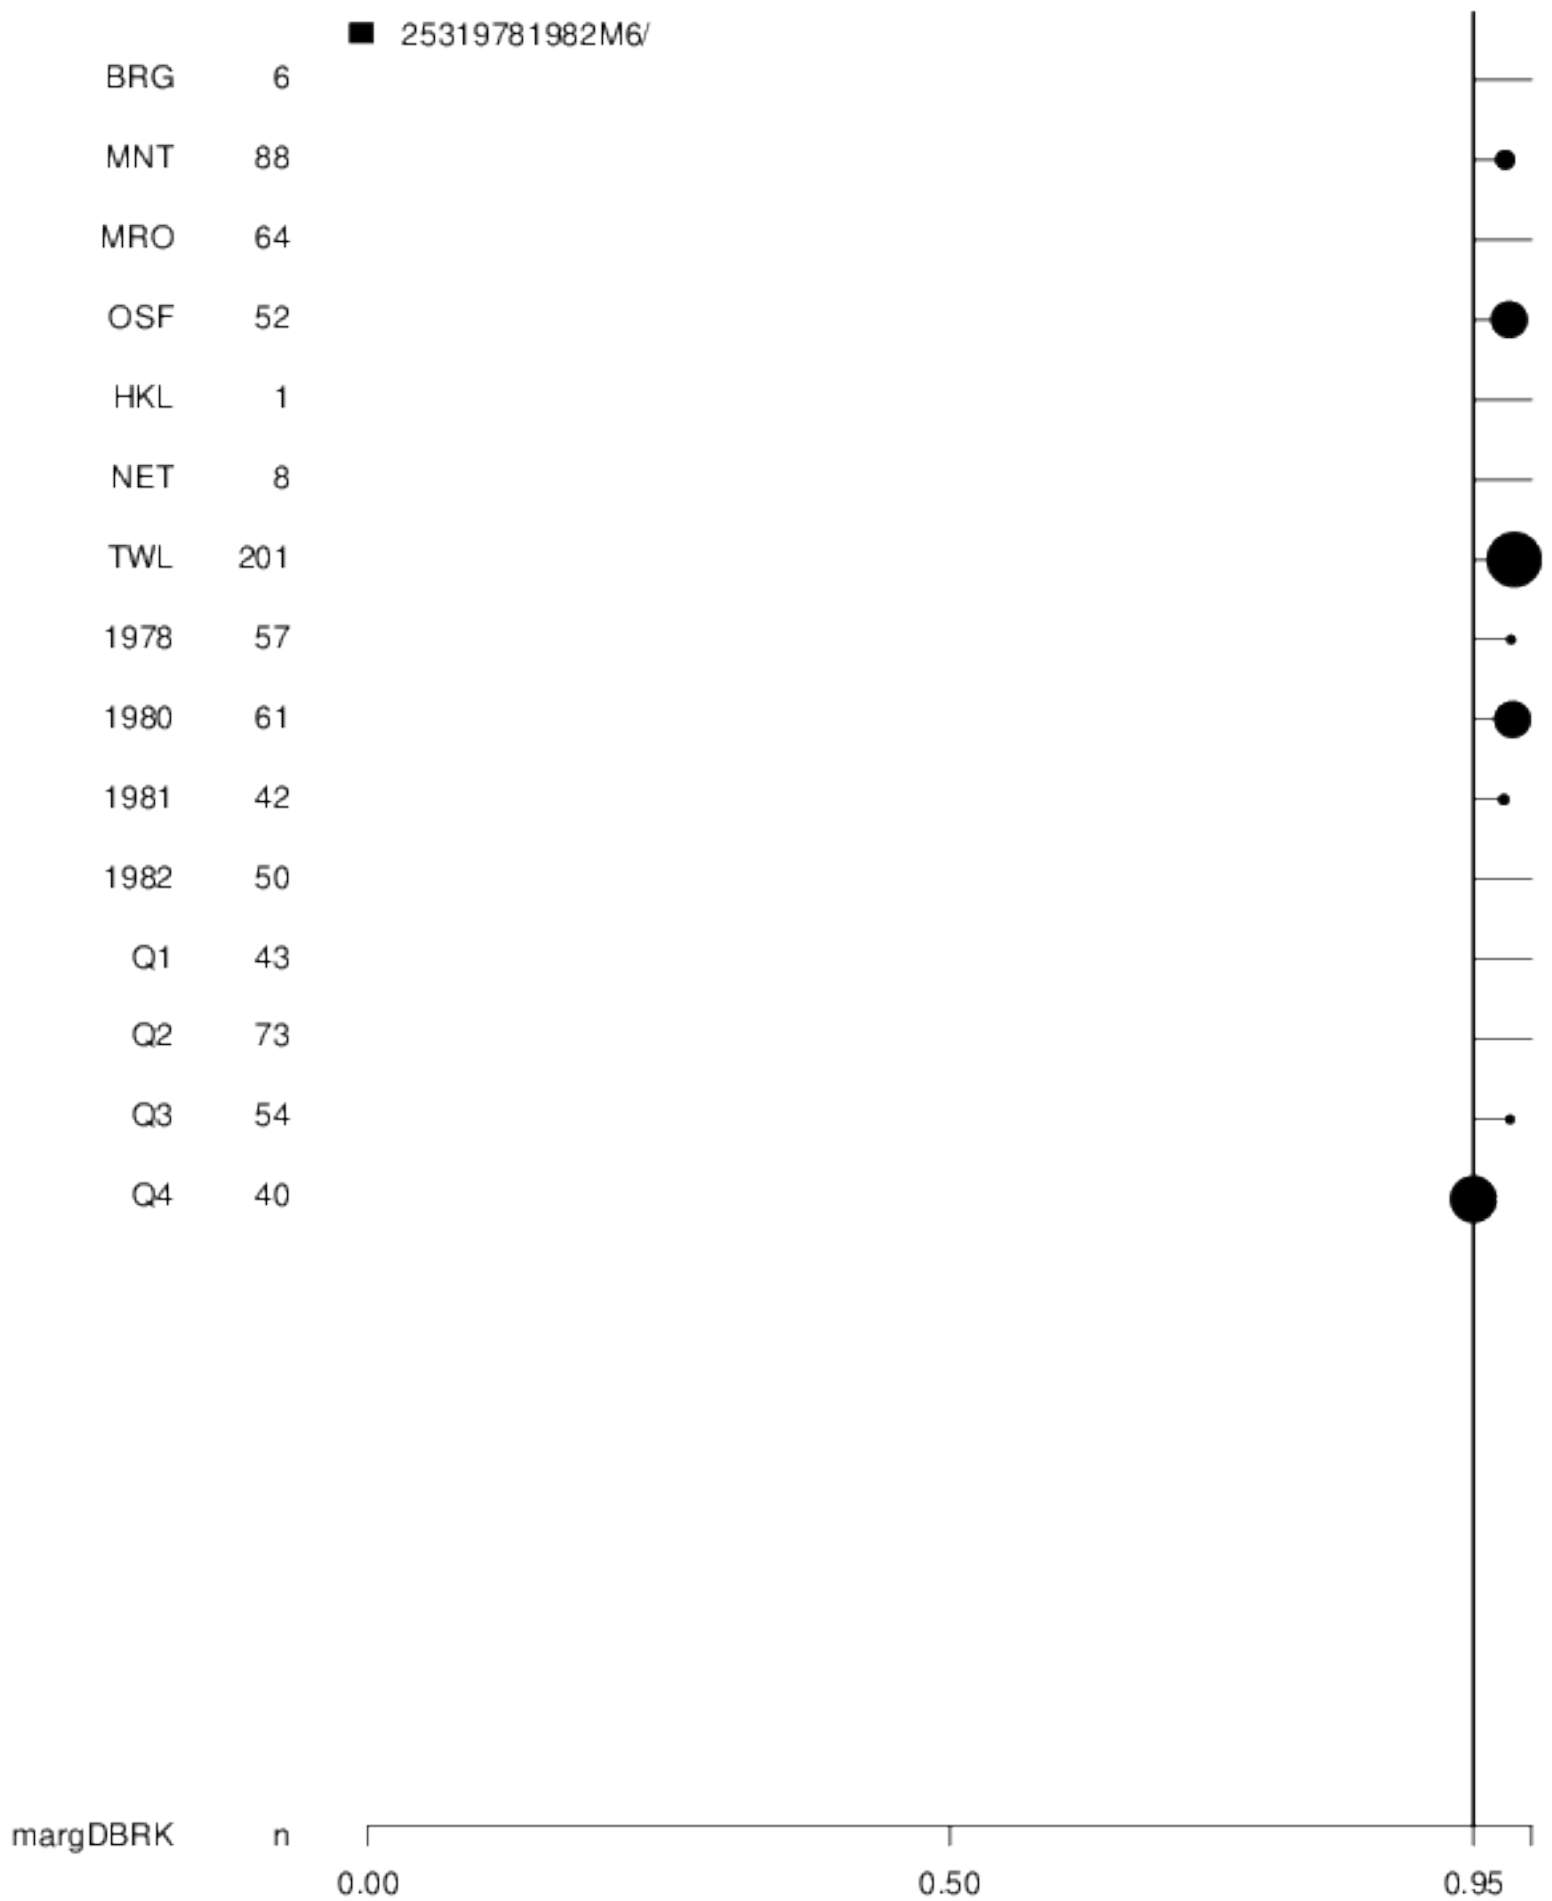 25319781982M6/
BRG 6
MNT 88
MRO 64
OSF 52
HKL 1
NET 8
TWL 201
1978 57
1980 61
1981 42
1982 50
Q1 43
Q2 73
Q3 54
Q4 40
margDBRK n
0.00 0.50 0.95